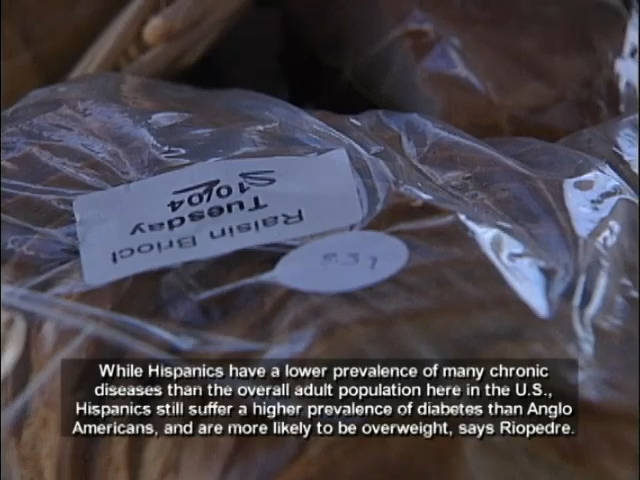 Raisin Brioch
Tuesday
10/04
While Hispanics have a lower prevalence of many chronic
diseases than the overall adult population here in the U.S.,
Hispanics still suffer a higher prevalence of diabetes than Anglo
Americans, and are more likely to be overweight, says Riopedre.